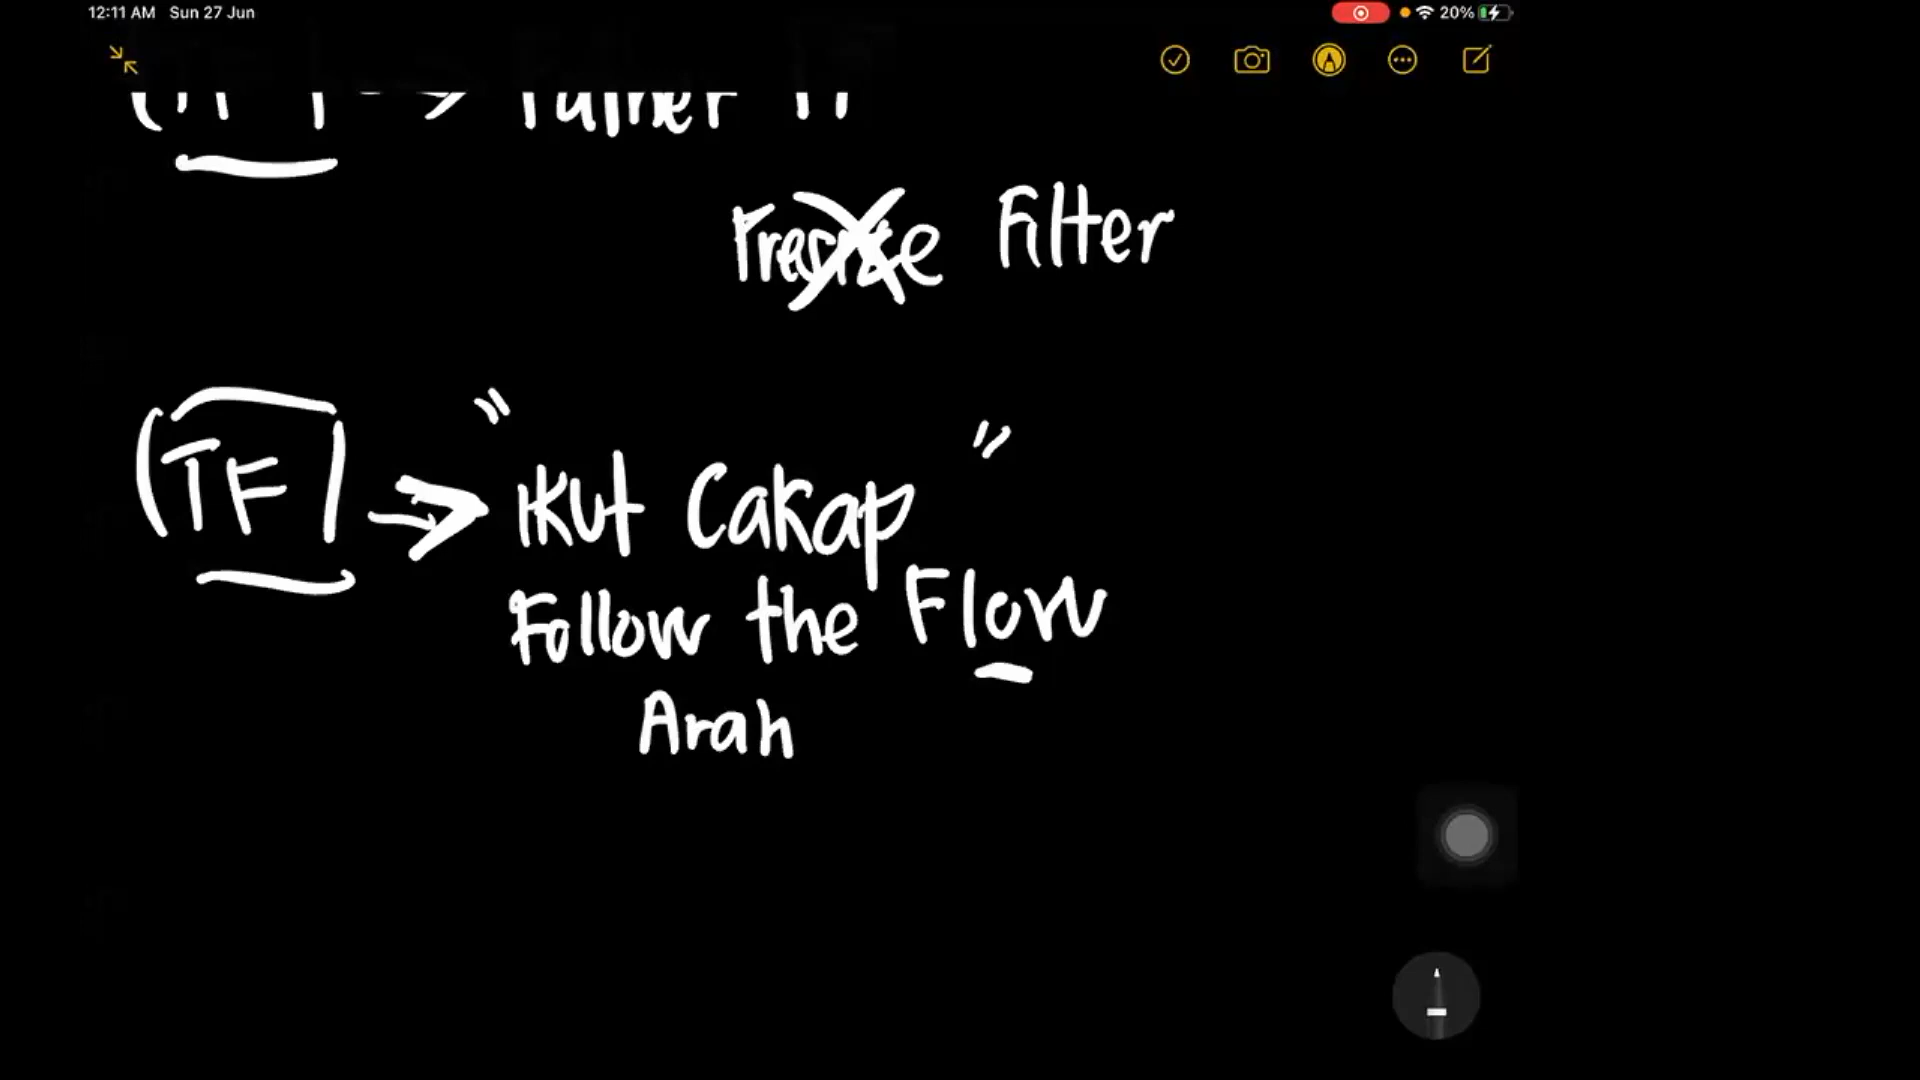 12:11 AM Sun 27 Jun 20%
Filter
(TF) → "Ikut Cakap"
Follow the Flow
Arah